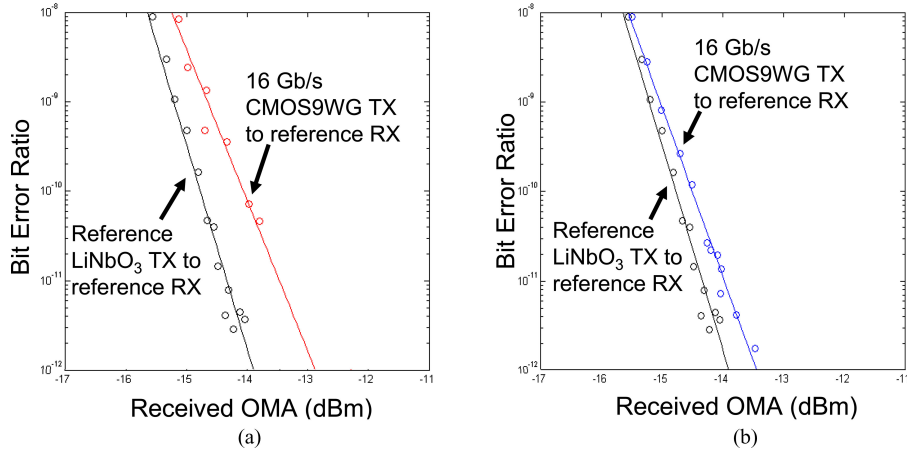 10^-8
10^-9
10^-10
10^-11
10^-12
Bit Error Ratio
16 Gb/s
CMOS9WG TX
to reference RX
Reference
LiNbO3 TX to
reference RX
-17 -16 -15 -14 -13 -12 -11
Received OMA (dBm)
(a)
10^-8
10^-9
10^-10
10^-11
10^-12
Bit Error Ratio
16 Gb/s
CMOS9WG TX
to reference RX
Reference
LiNbO3 TX to
reference RX
-17 -16 -15 -14 -13 -12 -11
Received OMA (dBm)
(b)